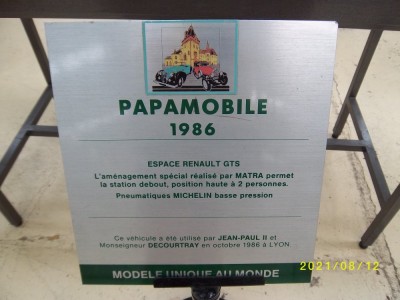 PAPAMOBILE
1986
ESPACE RENAULT GTS
L'aménagement spécial réalisé par MATRA permet
la station debout, position haute à 2 personnes.
Pneumatiques MICHELIN basse pression
Ce véhicule a été utilisé par JEAN-PAUL II et
Monseigneur DECOURTRAY en octobre 1986 à LYON.
MODELE UNIQUE AU MONDE
2021/08/12